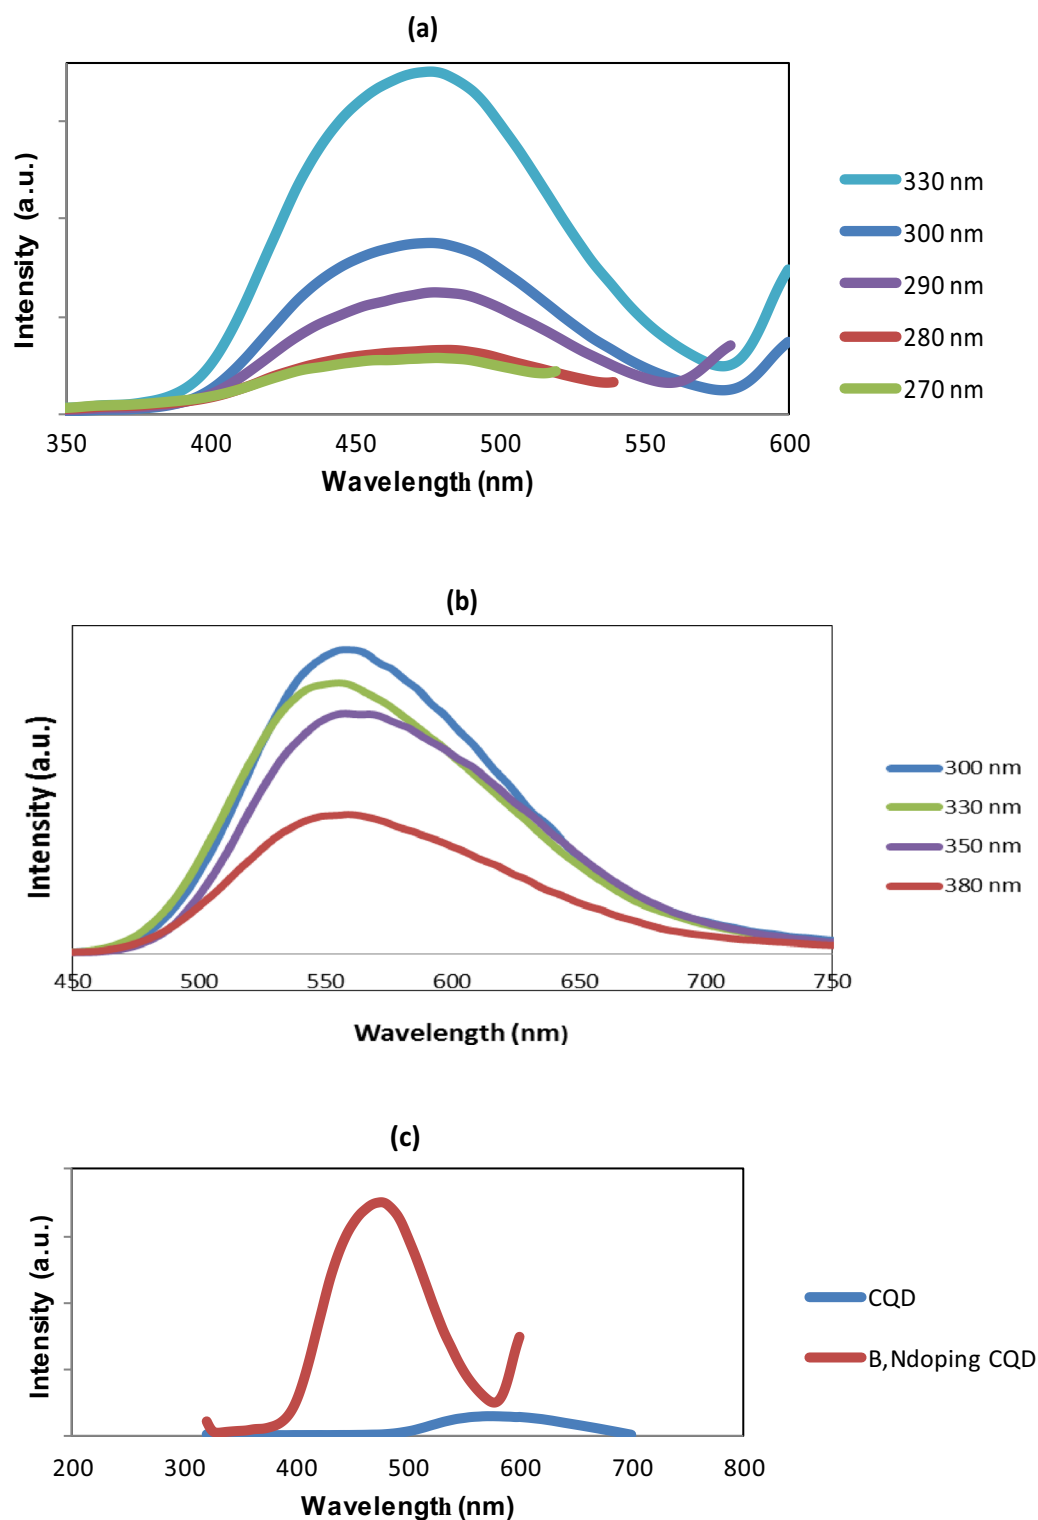 (a)
Intensity (a.u.)
330 nm
300 nm
290 nm
280 nm
270 nm
350 400 450 500 550 600
Wavelength (nm)
(b)
Intensity (a.u.)
300 nm
330 nm
350 nm
380 nm
450 500 550 600 650 700 750
Wavelength (nm)
(c)
Intensity (a.u.)
CQD
B,Ndoping CQD
200 300 400 500 600 700 800
Wavelength (nm)